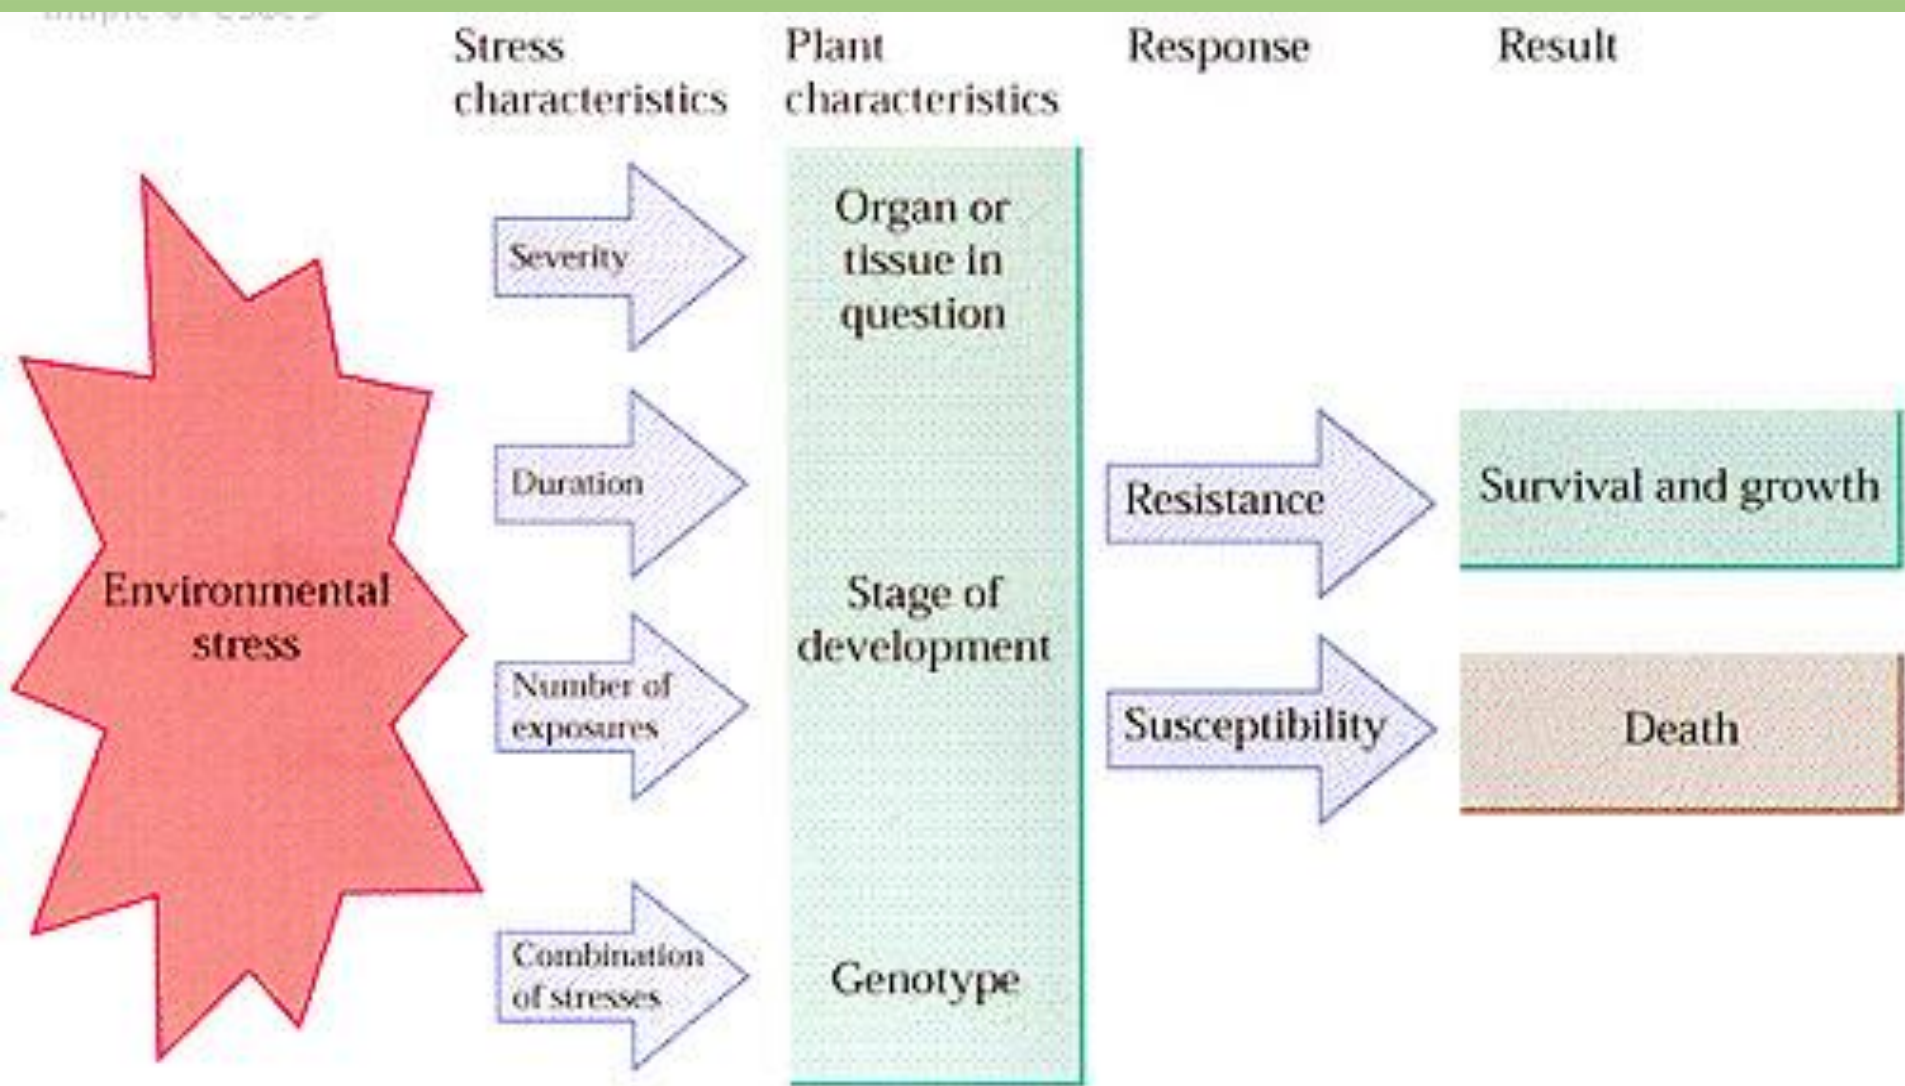 Stress
characteristics
Plant
characteristics
Response
Result
Environmental
stress
Severity
Duration
Number of
exposures
Combination
of stresses
Organ or
tissue in
question
Stage of
development
Genotype
Resistance
Susceptibility
Survival and growth
Death